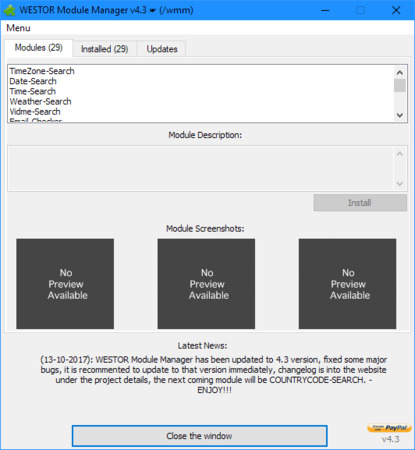 WESTOR Module Manager v4.3 ☛ (/wmm)
Menu
Modules (29) Installed (29) Updates
TimeZone-Search
Date-Search
Time-Search
Weather-Search
Vidme-Search
Email-Checker
Module Description:
Install
Module Screenshots:
No No No
Preview Preview Preview
Available Available Available
Latest News:
(13-10-2017): WESTOR Module Manager has been updated to 4.3 version, fixed some major
bugs, it is recommented to update to that version immediately, changelog is into the website
under the project details, the next coming module will be COUNTRYCODE-SEARCH. -
ENJOY!!!
PayPal
Close the window
v4.3